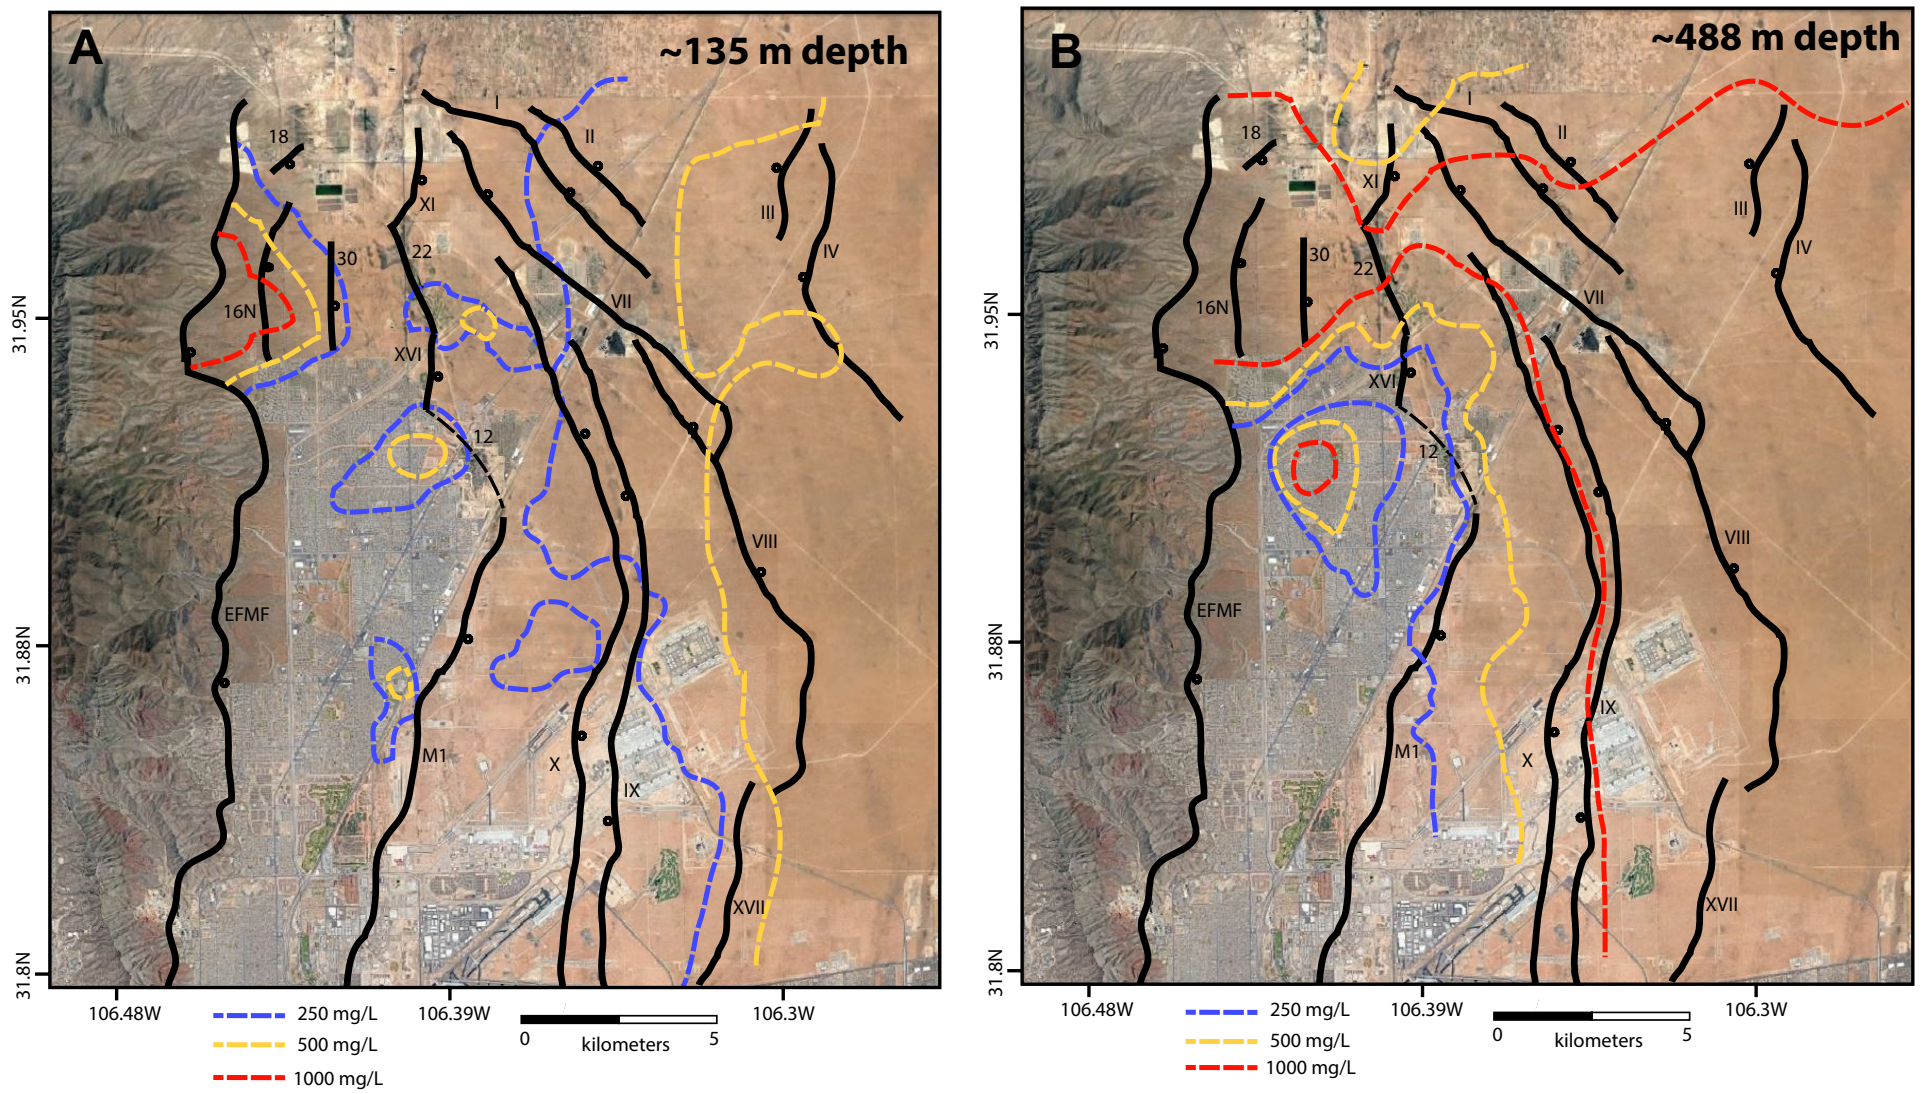 A
~135 m depth
I
18
II
XI
III
22
30
IV
16N
VII
31.95N
XVI
12
VIII
EFMF
31.88N
M1
X
IX
XVII
31.8N
106.48W
106.39W
106.3W
250 mg/L
500 mg/L
1000 mg/L
0
kilometers
5
B
~488 m depth
I
18
II
XI
III
30
22
IV
16N
VII
31.95N
XVI
12
VIII
EFMF
31.88N
IX
M1
X
XVII
31.8N
106.48W
106.39W
106.3W
250 mg/L
500 mg/L
1000 mg/L
0
kilometers
5